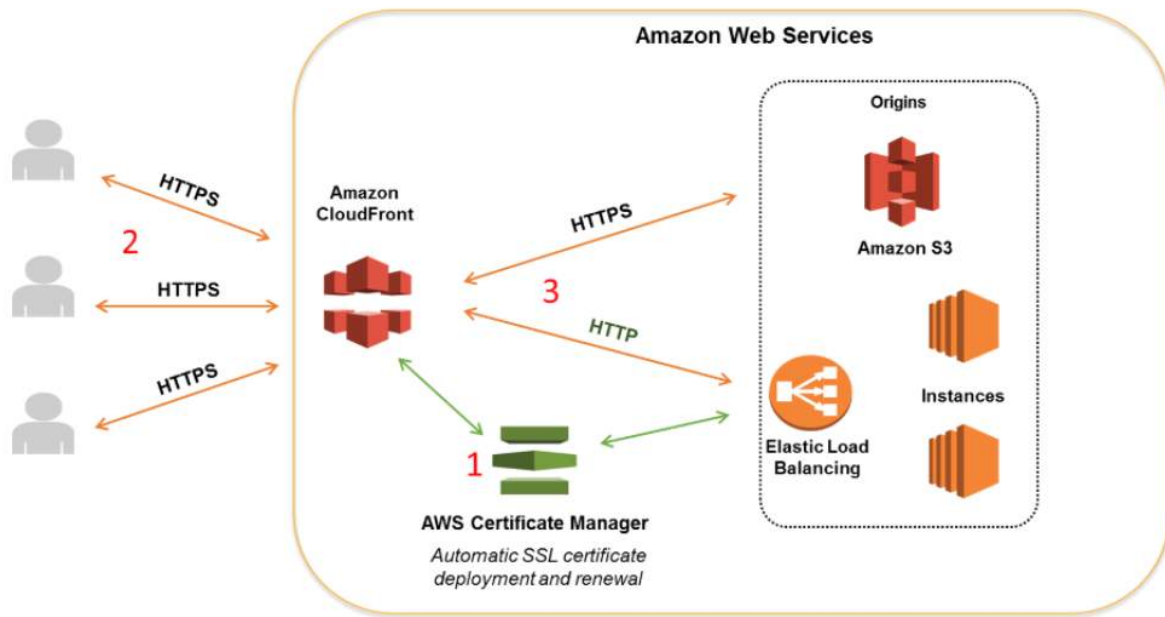 Amazon Web Services
Origins
Amazon S3
HTTPS
2
HTTPS
HTTPS
Amazon
CloudFront
HTTPS
3
HTTP
Instances
Elastic Load
Balancing
1
AWS Certificate Manager
Automatic SSL certificate
deployment and renewal